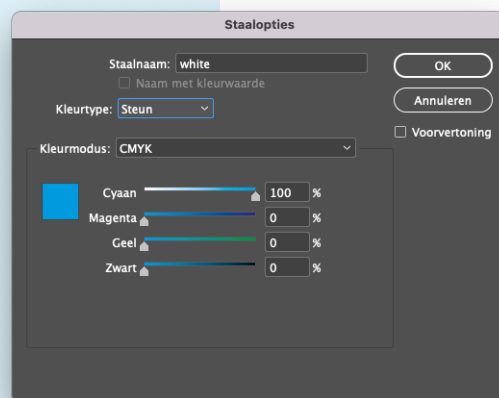 Staalopties
Staalnaam: white
Naam met kleurwaarde
Kleurtype: Steun
Kleurmodus: CMYK
Cyaan 100 %
Magenta 0 %
Geel 0 %
Zwart 0 %
OK
Annuleren
Voorvertoning